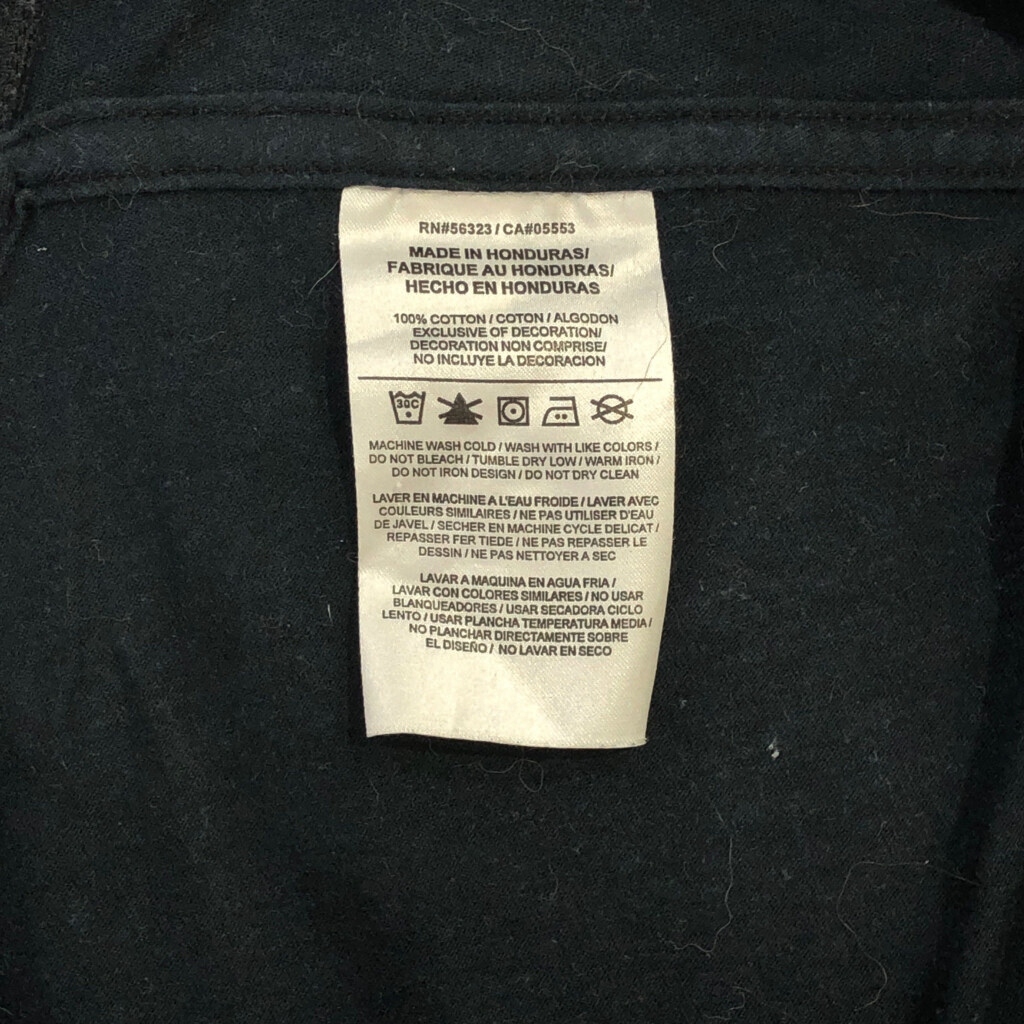 RN#56323 / CA#05553
MADE IN HONDURAS/
FABRIQUE AU HONDURAS/
HECHO EN HONDURAS
100% COTTON / COTON / ALGODON
EXCLUSIVE OF DECORATION/
DECORATION NON COMPRISE/
NO INCLUYE LA DECORACION
30C
MACHINE WASH COLD / WASH WITH LIKE COLORS /
DO NOT BLEACH / TUMBLE DRY LOW / WARM IRON /
DO NOT IRON DESIGN / DO NOT DRY CLEAN
LAVER EN MACHINE A L'EAU FROIDE / LAVER AVEC
COULEURS SIMILAIRES / NE PAS UTILISER D'EAU
DE JAVEL / SECHER EN MACHINE CYCLE DELICAT /
REPASSER FER TIEDE / NE PAS REPASSER LE
DESSIN / NE PAS NETTOYER A SEC
LAVAR A MAQUINA EN AGUA FRIA /
LAVAR CON COLORES SIMILARES / NO USAR
BLANQUEADORES / USAR SECADORA CICLO
LENTO / USAR PLANCHA TEMPERATURA MEDIA /
NO PLANCHAR DIRECTAMENTE SOBRE
EL DISEÑO / NO LAVAR EN SECO